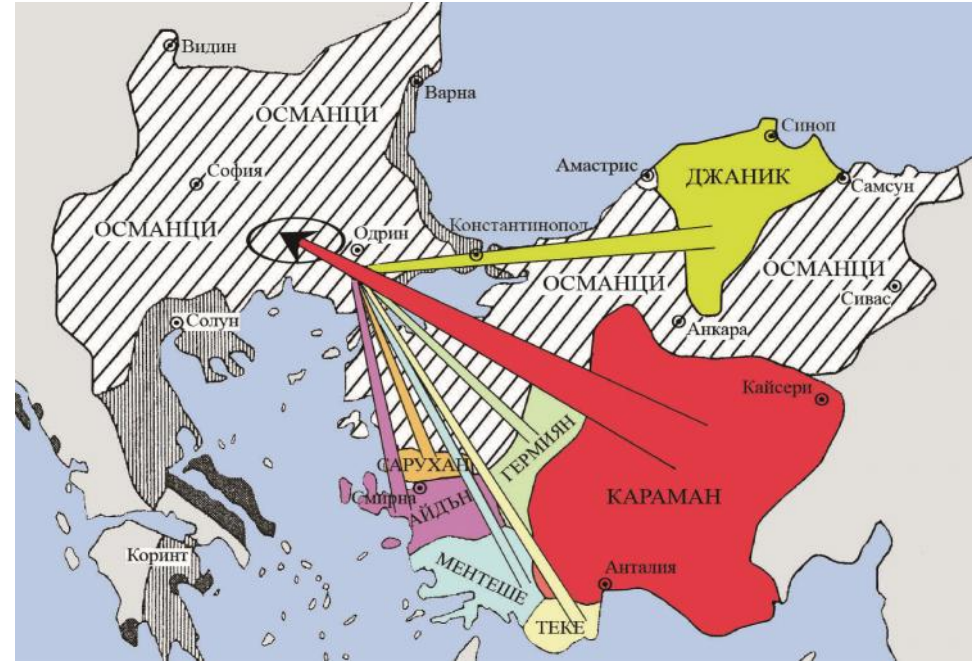 Видин
Варна
ОСМАНЦИ
Синоп
София
Амастрис
ДЖАНИК
Самсун
ОСМАНЦИ
Одрин
Константинопол
ОСМАНЦИ
ОСМАНЦИ
Сивас
Солун
Анкара
Кайсери
ГЕРМИЯН
САРУХАН
Смирна
АЙДЪН
КАРАМАН
Коринт
МЕНТЕШЕ
Анталия
ТЕКЕ